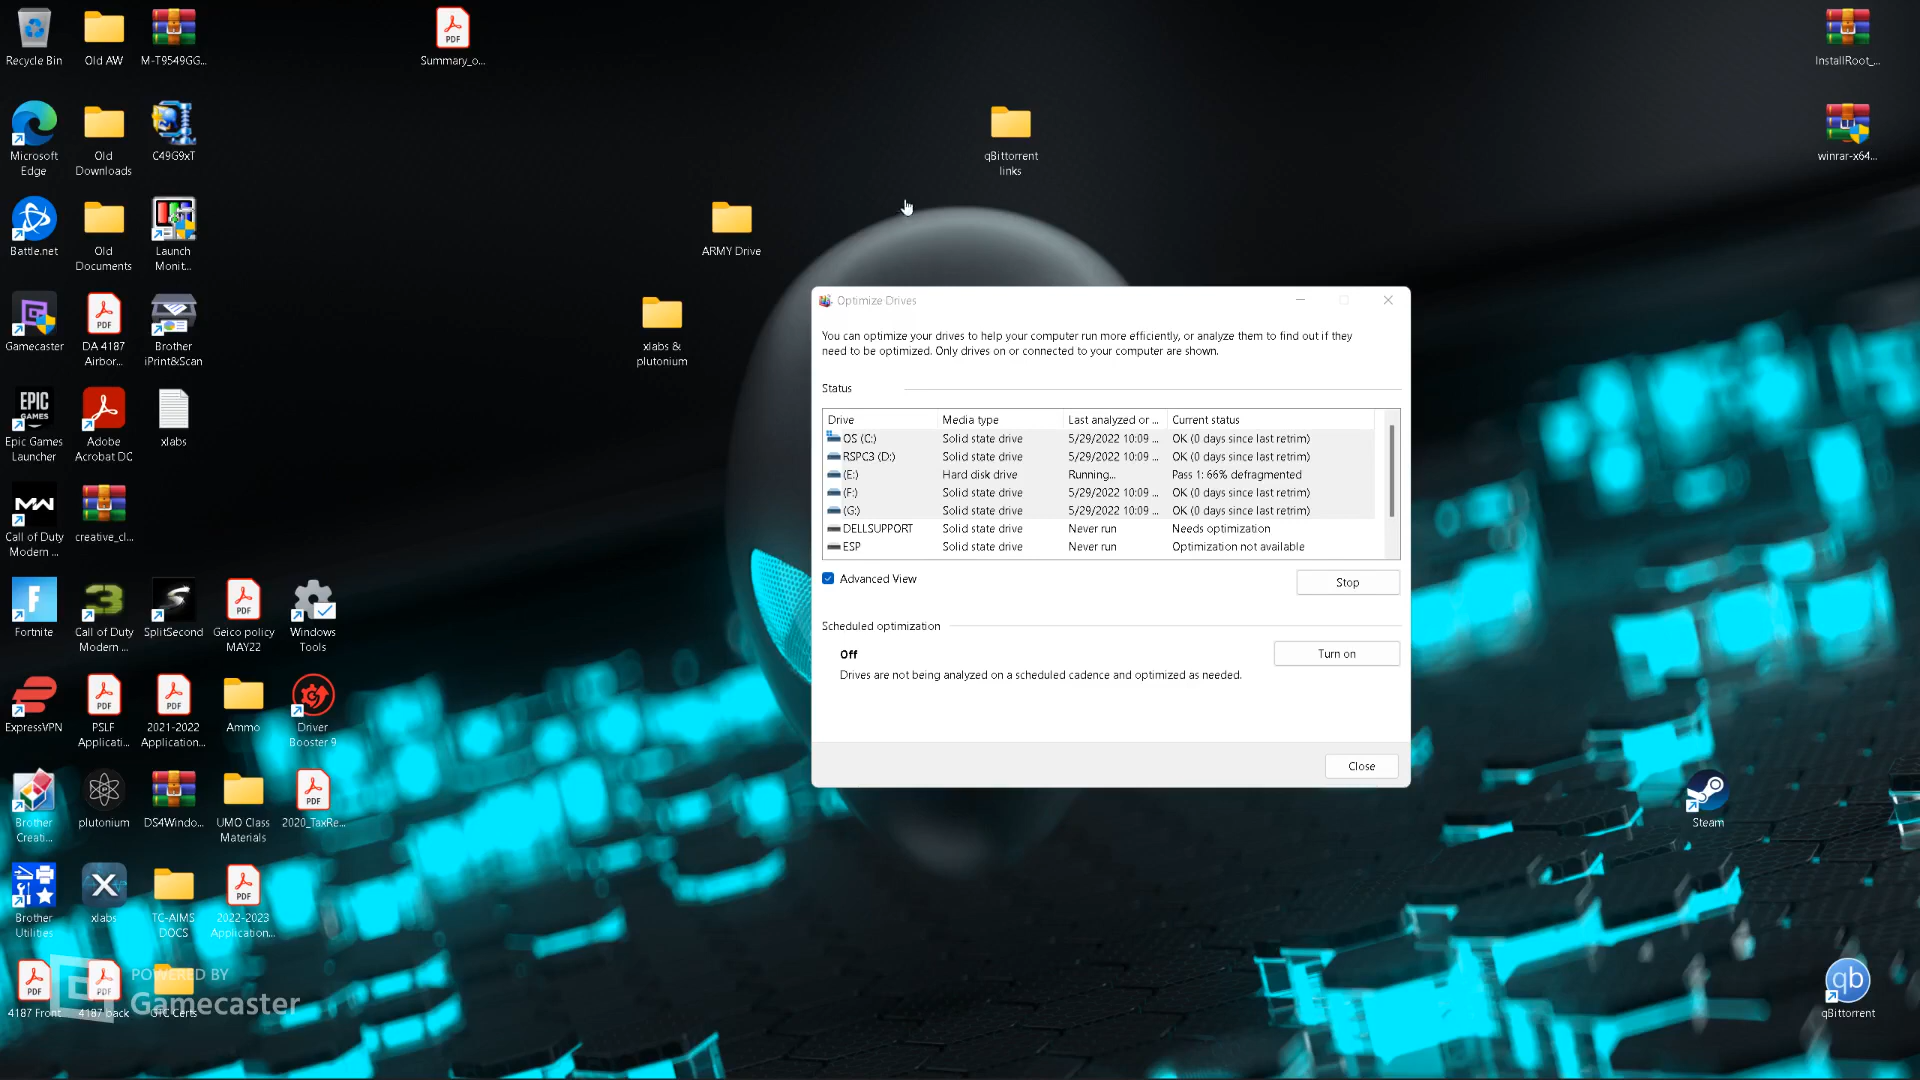 Recycle Bin
Old AW
M-T9549GG...
Summary_o...
InstallRoot_...
Microsoft
Edge
Old
Downloads
C49G9xT
qBittorrent
links
winrar-x64...
Battle.net
Old
Documents
Launch
Monit...
ARMY Drive
Gamecaster
DA 4187
Airbor...
Brother
iPrint&Scan
xlabs &
plutonium
EPIC
GAMES
Epic Games
Launcher
Adobe
Acrobat DC
xlabs
Call of Duty
Modern ...
creative_cl...
Fortnite
Call of Duty
Modern ...
SplitSecond
Geico policy
MAY22
Windows
Tools
ExpressVPN
PSLF
Applicati...
2021-2022
Application...
Ammo
Driver
Booster 9
Brother
Creati...
plutonium
DS4Windo...
UMO Class
Materials
2020_TaxRe...
Brother
Utilities
xlabs
TC-AIMS
DOCS
2022-2023
Application...
4187 Front
4187 back
GTC Certs
POWERED BY
Gamecaster
Steam
qb
qBittorrent
Optimize Drives
You can optimize your drives to help your computer run more efficiently, or analyze them to find out if they
need to be optimized. Only drives on or connected to your computer are shown.
Status
Drive Media type Last analyzed or ... Current status
OS (C:) Solid state drive 5/29/2022 10:09 ... OK (0 days since last retrim)
RSPC3 (D:) Solid state drive 5/29/2022 10:09 ... OK (0 days since last retrim)
(E:) Hard disk drive Running... Pass 1: 66% defragmented
(F:) Solid state drive 5/29/2022 10:09 ... OK (0 days since last retrim)
(G:) Solid state drive 5/29/2022 10:09 ... OK (0 days since last retrim)
DELLSUPPORT Solid state drive Never run Needs optimization
ESP Solid state drive Never run Optimization not available
Advanced View
Stop
Scheduled optimization
Off
Turn on
Drives are not being analyzed on a scheduled cadence and optimized as needed.
Close